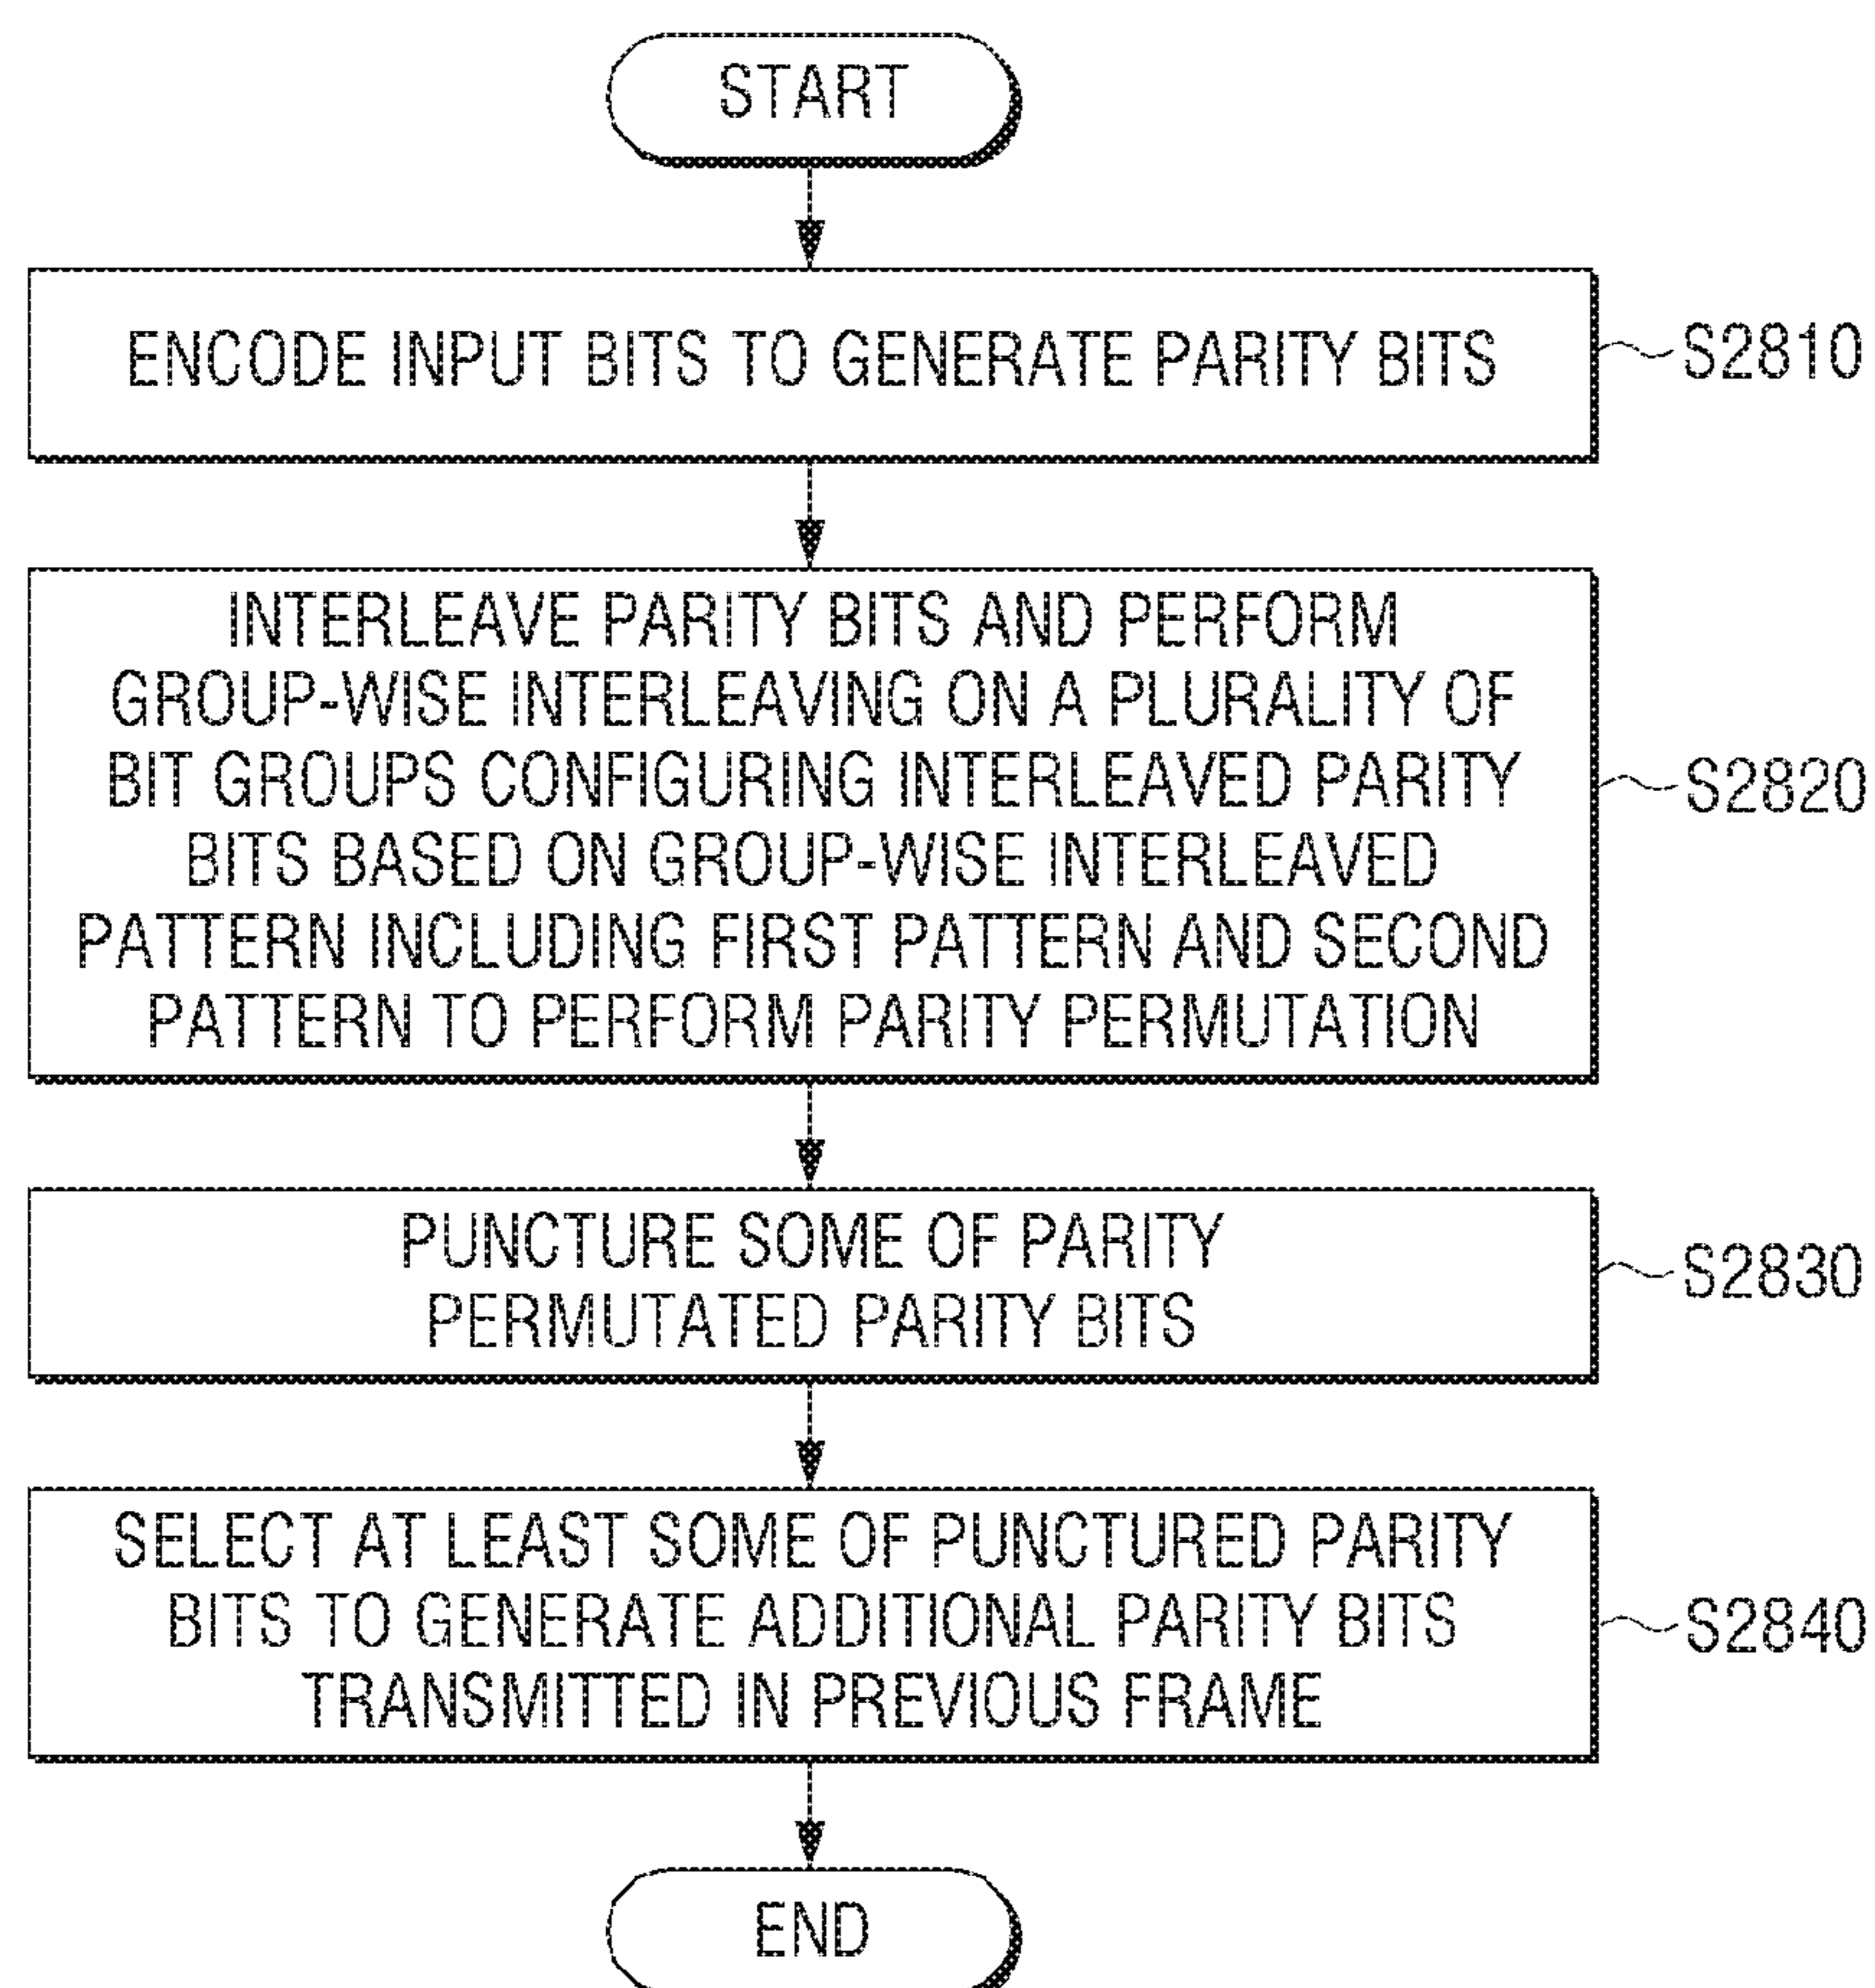 START
ENCODE INPUT BITS TO GENERATE PARITY BITS
S2810
INTERLEAVE PARITY BITS AND PERFORM
GROUP-WISE INTERLEAVING ON A PLURALITY OF
BIT GROUPS CONFIGURING INTERLEAVED PARITY
BITS BASED ON GROUP-WISE INTERLEAVED
PATTERN INCLUDING FIRST PATTERN AND SECOND
PATTERN TO PERFORM PARITY PERMUTATION
S2820
PUNCTURE SOME OF PARITY
PERMUTATED PARITY BITS
S2830
SELECT AT LEAST SOME OF PUNCTURED PARITY
BITS TO GENERATE ADDITIONAL PARITY BITS
TRANSMITTED IN PREVIOUS FRAME
S2840
END